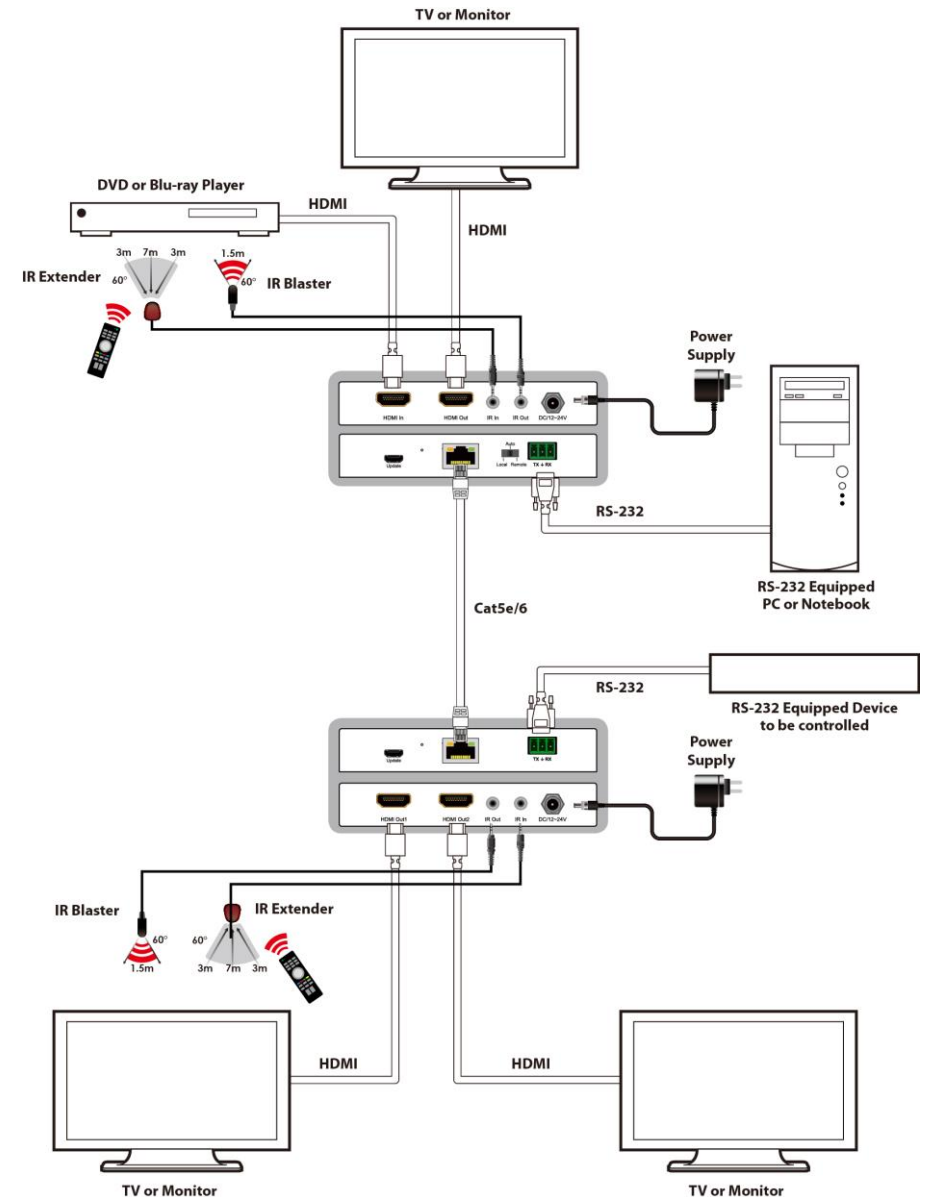 TV or Monitor
DVD or Blu-ray Player
HDMI
HDMI
3m 7m 3m
1.5m
IR Extender
60°
60°
IR Blaster
Power
Supply
HDMI In
HDMI Out
IR In
IR Out
DC/12~24V
Update
Auto
Local
Remote
TX ⏚ RX
RS-232
RS-232 Equipped
PC or Notebook
Cat5e/6
RS-232
RS-232 Equipped Device
to be controlled
Update
TX ⏚ RX
Power
Supply
HDMI Out1
HDMI Out2
IR Out
IR In
DC/12~24V
IR Blaster
IR Extender
60°
60°
1.5m
3m 7m 3m
HDMI
HDMI
TV or Monitor
TV or Monitor